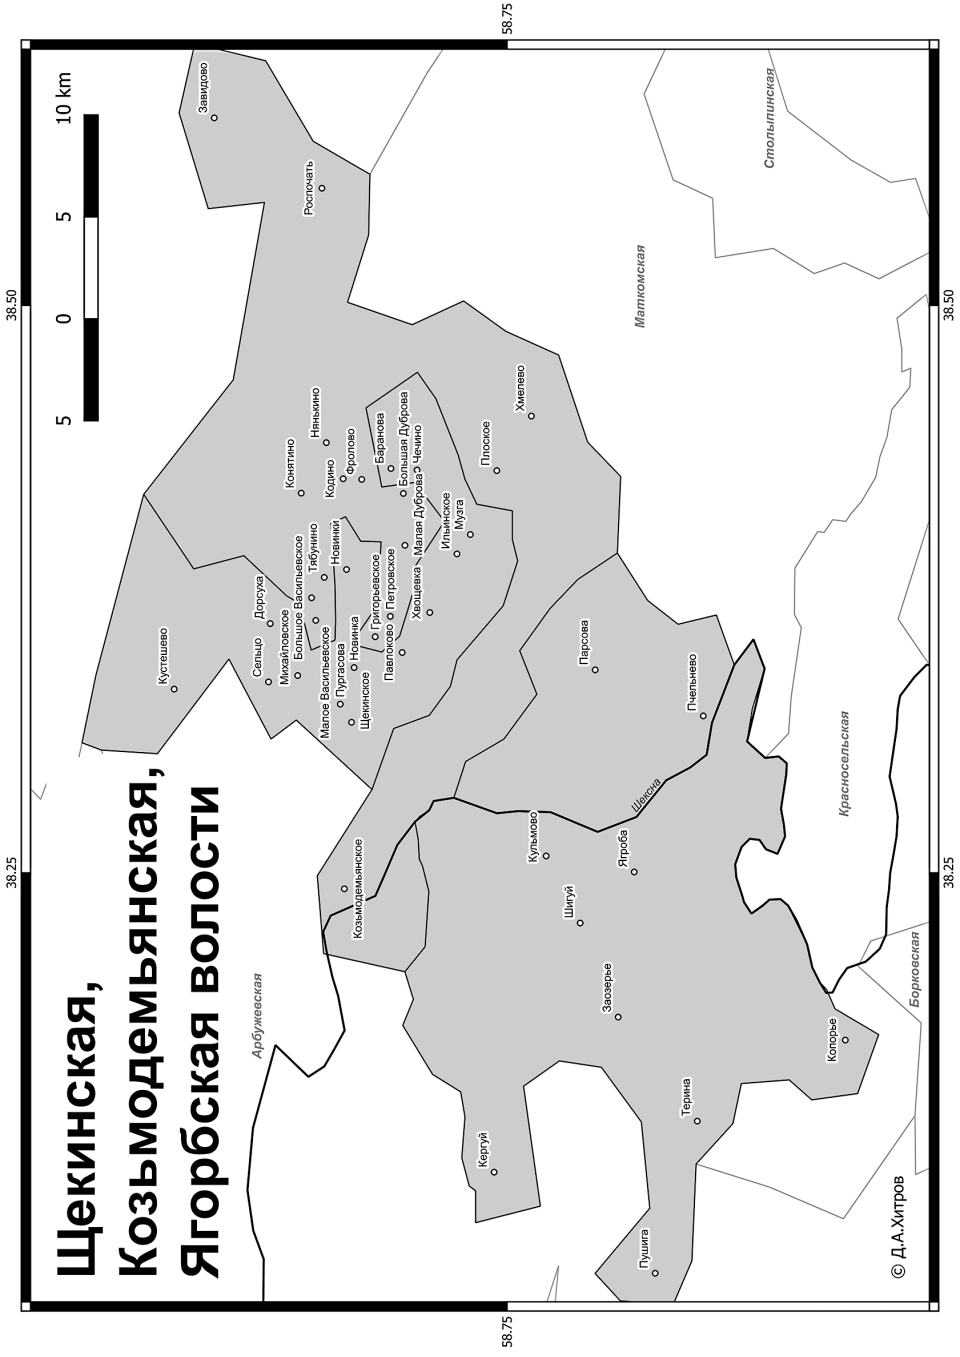 Щекинская,
Козьмодемьянская,
Ягорбская волости
5 0 5 10 km
38.25
38.50
58.75
58.75
38.25
38.50
Завидово
Роспочать
Кустешево
Конятино
Нянькино
Кодино
Фролово
Баранова
Большая Дуброва
Чечино
Малая Дуброва
Плоское
Хмелево
Ильинское
Музга
Дорсуха
Сельцо
Михайловское
Большое Васильевское
Тябунино
Новинки
Малое Васильевское
Пургасова
Новинка
Щекинское
Григорьевское
Петровское
Павлоково
Хвощевка
Козьмодемьянское
Парсова
Пчельнево
Шексна
Кульмово
Ягроба
Шигуй
Заозерье
Копорье
Терина
Кергуй
Пушига
Арбужевская
Маткомская
Столыпинская
Красносельская
Борковская
© Д.А.Хитров